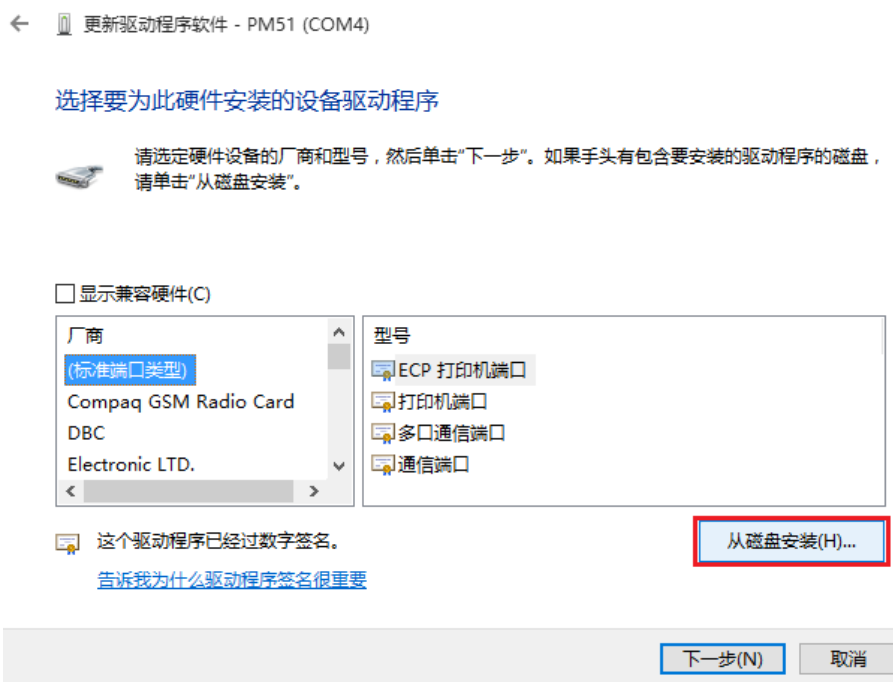 更新驱动程序软件 - PM51 (COM4)
选择要为此硬件安装的设备驱动程序
请选定硬件设备的厂商和型号，然后单击“下一步”。如果手头有包含要安装的驱动程序的磁盘，
请单击“从磁盘安装”。
显示兼容硬件(C)
厂商
(标准端口类型)
Compaq GSM Radio Card
DBC
Electronic LTD.
型号
ECP 打印机端口
打印机端口
多口通信端口
通信端口
这个驱动程序已经过数字签名。
从磁盘安装(H)...
告诉我为什么驱动程序签名很重要
下一步(N)
取消